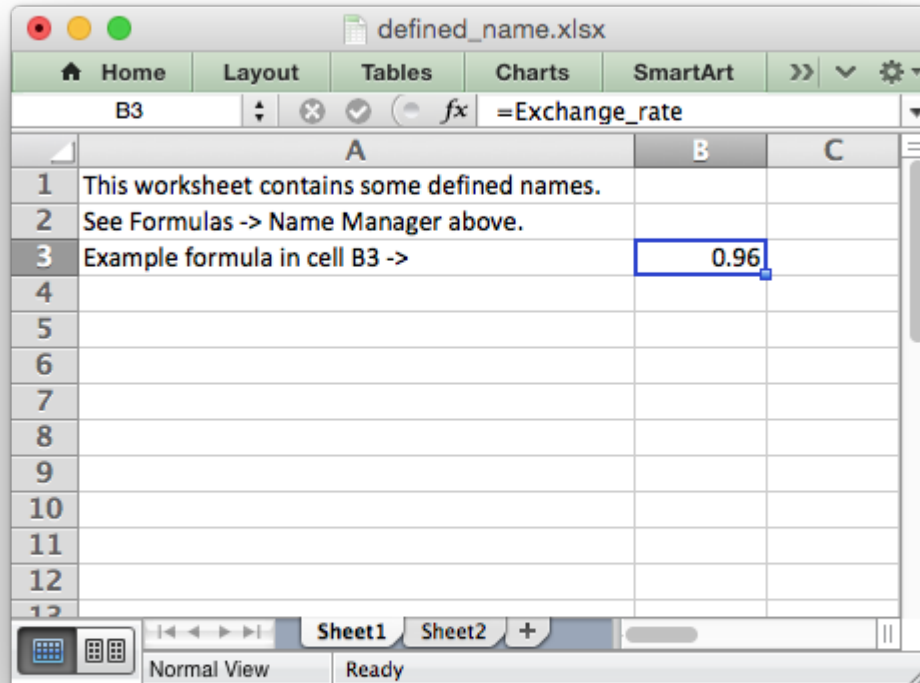 defined_name.xlsx
Home Layout Tables Charts SmartArt
B3 fx =Exchange_rate
A B C
1 This worksheet contains some defined names.
2 See Formulas -> Name Manager above.
3 Example formula in cell B3 -> 0.96
4
5
6
7
8
9
10
11
12
13
Sheet1 Sheet2 +
Normal View Ready